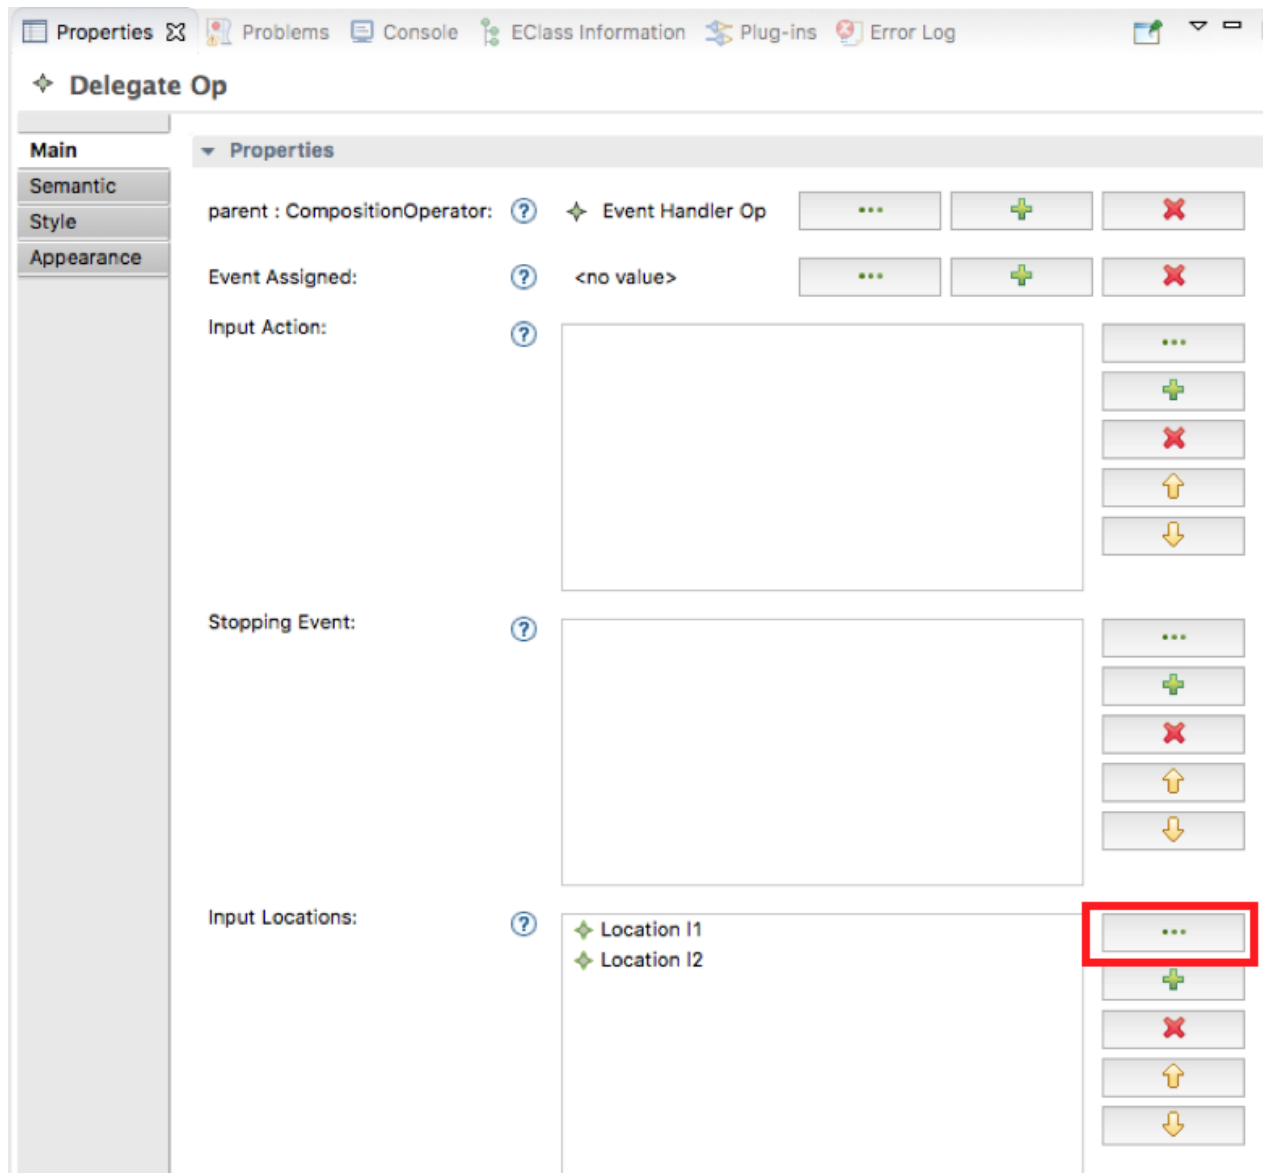 Properties Problems Console EClass Information Plug-ins Error Log
Delegate Op
Main
Semantic
Style
Appearance
Properties
parent : CompositionOperator: Event Handler Op
Event Assigned: <no value>
Input Action:
Stopping Event:
Input Locations:
Location l1
Location l2